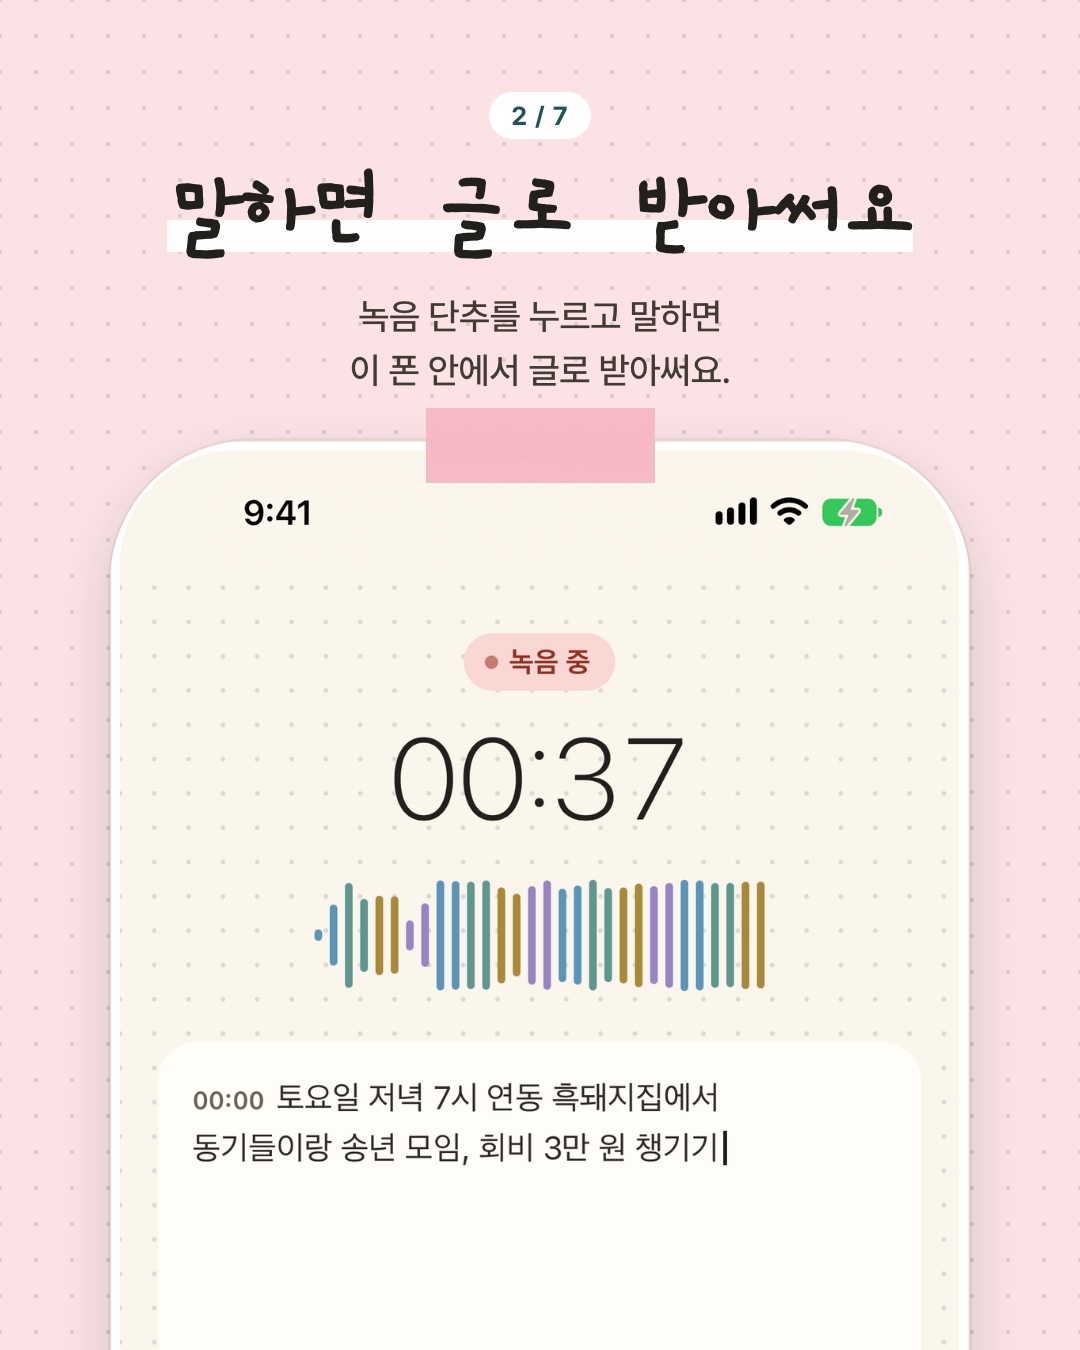 2 / 7
말하면 글로 받아써요
녹음 단추를 누르고 말하면
이 폰 안에서 글로 받아써요.
9:41
녹음 중
00:37
00:00 토요일 저녁 7시 연동 흑돼지집에서
동기들이랑 송년 모임, 회비 3만 원 챙기기